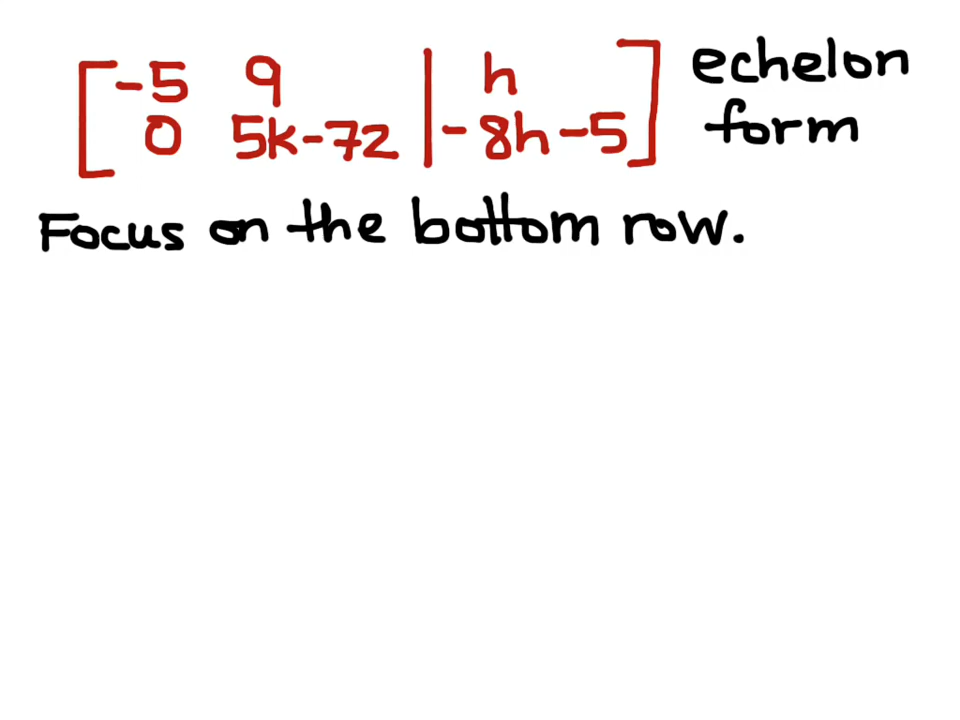 [-5 9 | h] echelon
[0 5k-72 | -8h-5] form
Focus on the bottom row.